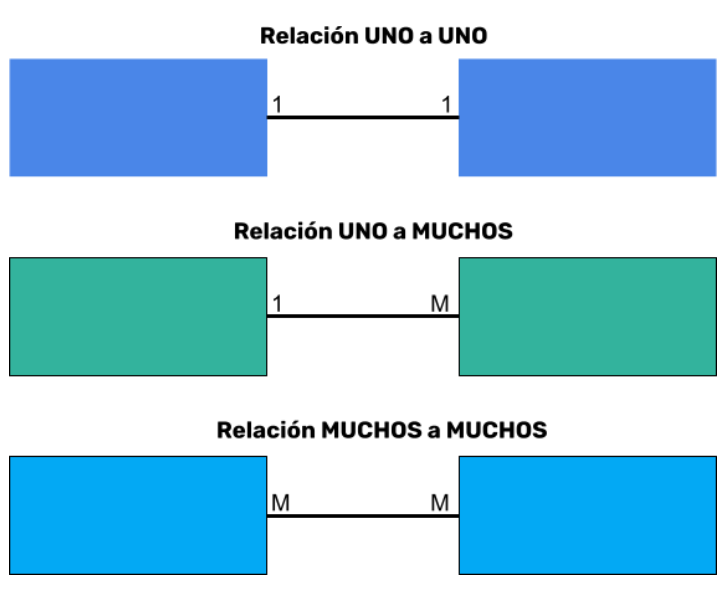 Relación UNO a UNO
1 1
Relación UNO a MUCHOS
1 M
Relación MUCHOS a MUCHOS
M M